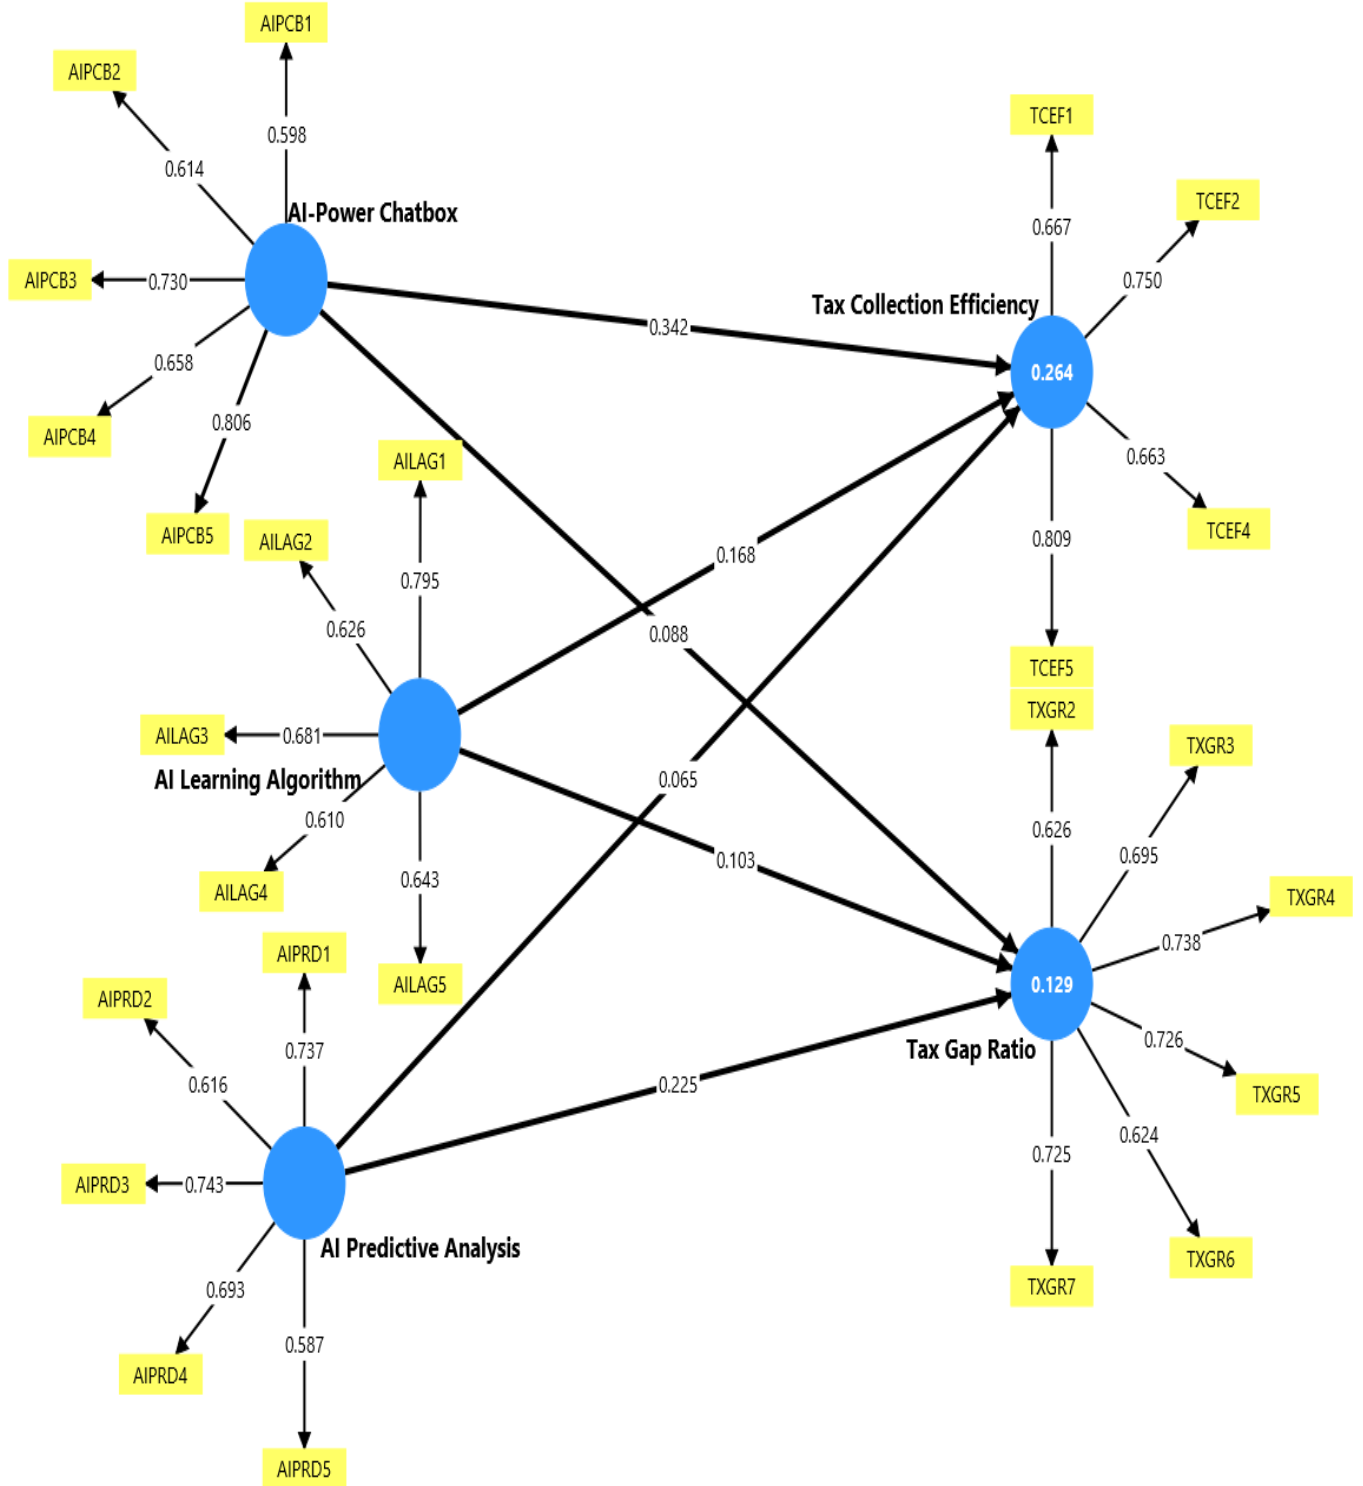 AIPCB1
AIPCB2
0.598
0.614
AI-Power Chatbox
AIPCB3
0.730
0.658
AIPCB4
0.806
AIPCB5
TCEF1
TCEF2
0.667
0.750
Tax Collection Efficiency
0.264
0.663
TCEF4
0.809
TCEF5
0.342
0.168
0.088
0.065
0.103
0.225
AILAG1
AILAG2
0.795
0.626
AILAG3
0.681
AI Learning Algorithm
0.610
AILAG4
0.643
AILAG5
TXGR2
TXGR3
0.626
0.695
TXGR4
0.738
0.129
Tax Gap Ratio
0.726
TXGR5
0.624
0.725
TXGR6
TXGR7
AIPRD1
AIPRD2
0.737
0.616
AIPRD3
0.743
AI Predictive Analysis
0.693
0.587
AIPRD4
AIPRD5